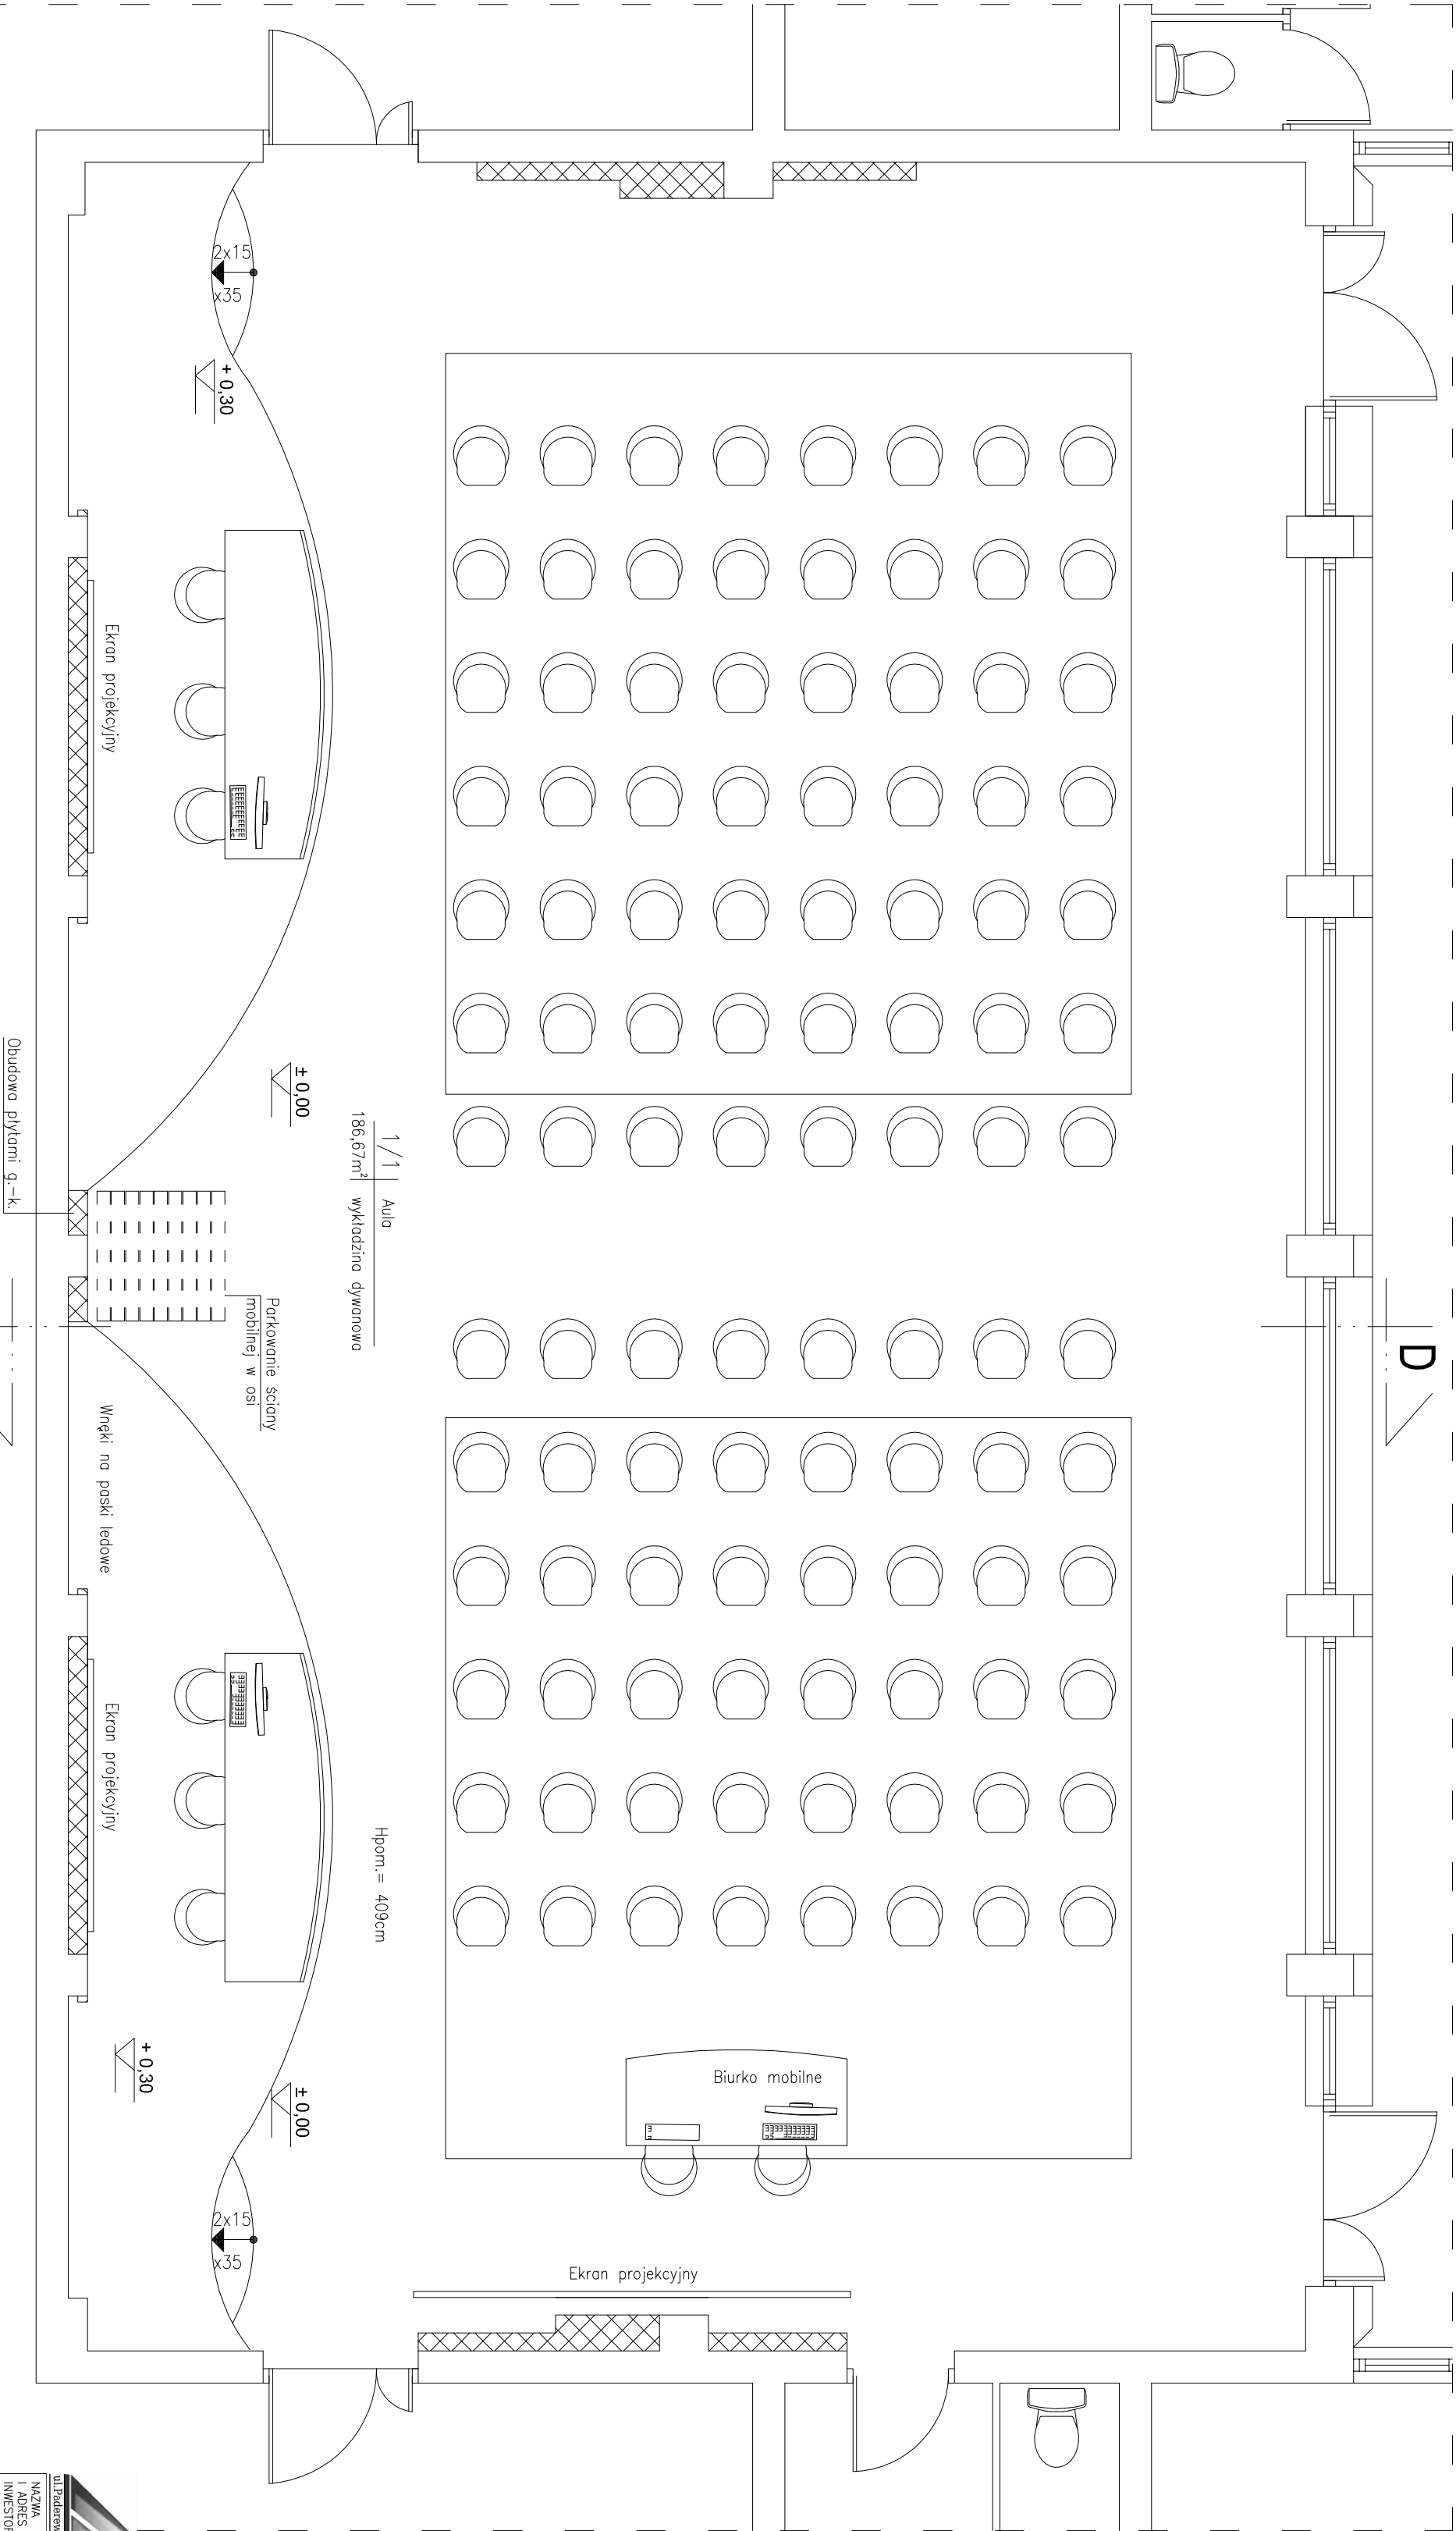 2x15
x35
+ 0,30
Ekran projekcyjny
± 0,00
1/1 Aula
186,67m² wykładzina dywanowa
Obudowa płytami g.-k.
Parkowanie ściany
mobilnej w osi
D
Wnęki na paski ledowe
Ekran projekcyjny
Hpom.= 409cm
+ 0,30
± 0,00
Biurko mobilne
2x15
x35
Ekran projekcyjny
ul.Paderew
NAZWA
I ADRES
INWESTOR